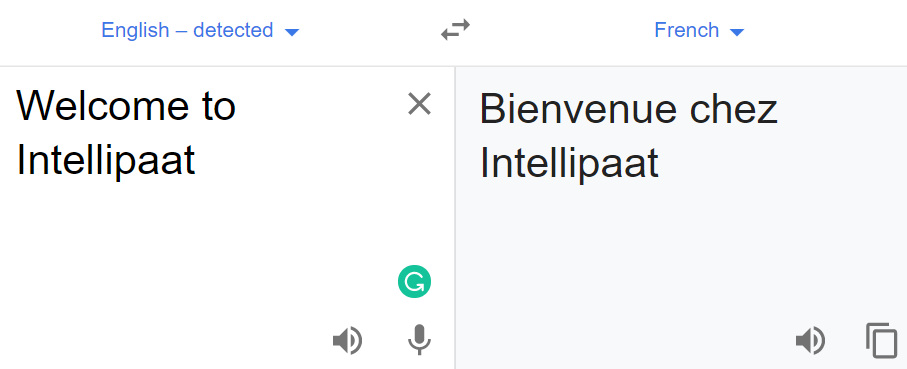 English – detected
French
Welcome to
Intellipaat
Bienvenue chez
Intellipaat